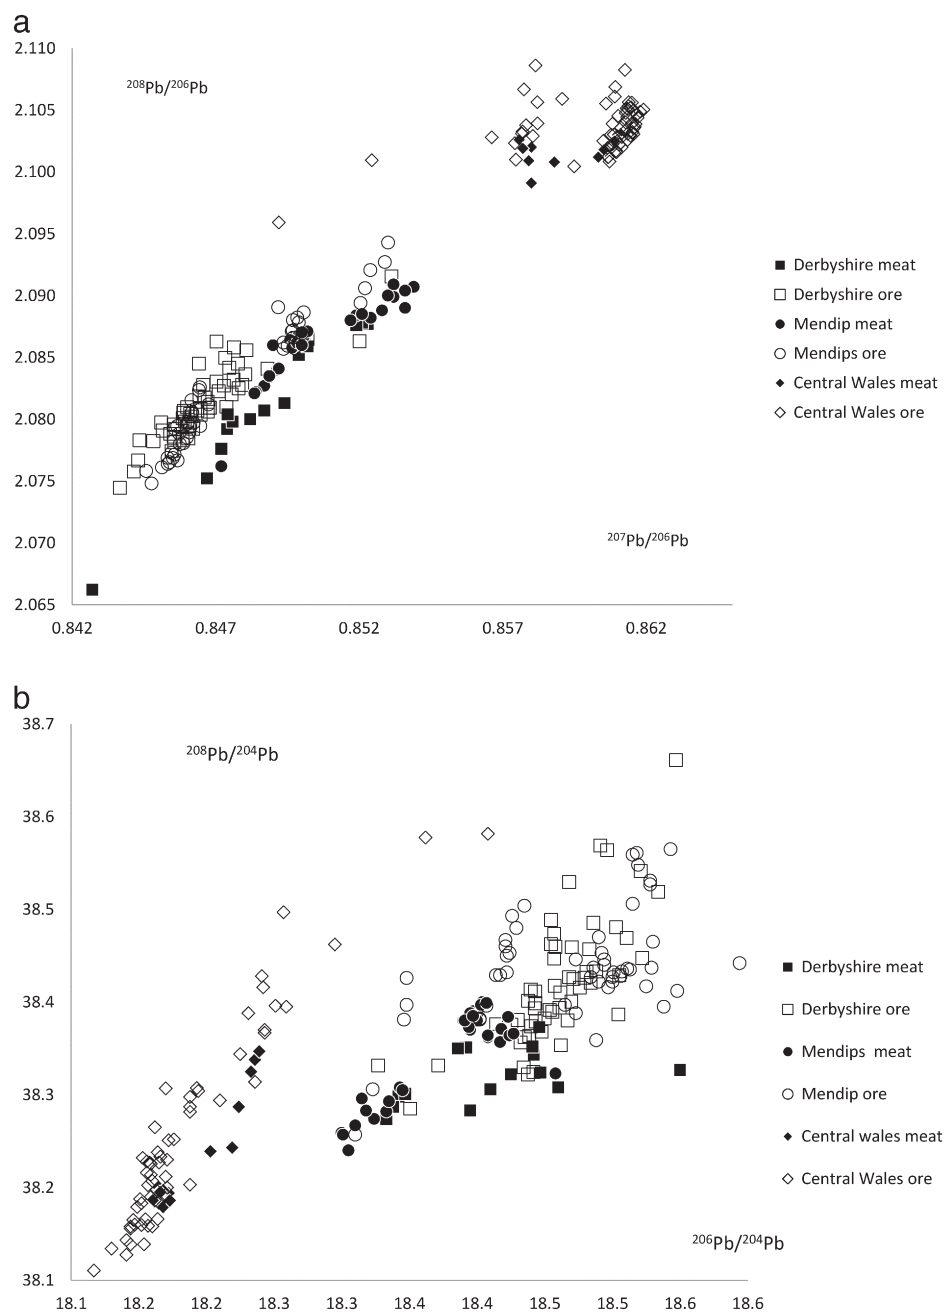 a
2.110
²⁰⁸Pb/²⁰⁶Pb
2.105
2.100
2.095
2.090
2.085
2.080
2.075
2.070
2.065
²⁰⁷Pb/²⁰⁶Pb
0.842 0.847 0.852 0.857 0.862
Derbyshire meat
Derbyshire ore
Mendip meat
Mendips ore
Central Wales meat
Central Wales ore
b
38.7
²⁰⁸Pb/²⁰⁴Pb
38.6
38.5
38.4
38.3
38.2
38.1
²⁰⁶Pb/²⁰⁴Pb
18.1 18.2 18.2 18.3 18.3 18.4 18.4 18.5 18.5 18.6 18.6
Derbyshire meat
Derbyshire ore
Mendips meat
Mendip ore
Central wales meat
Central Wales ore